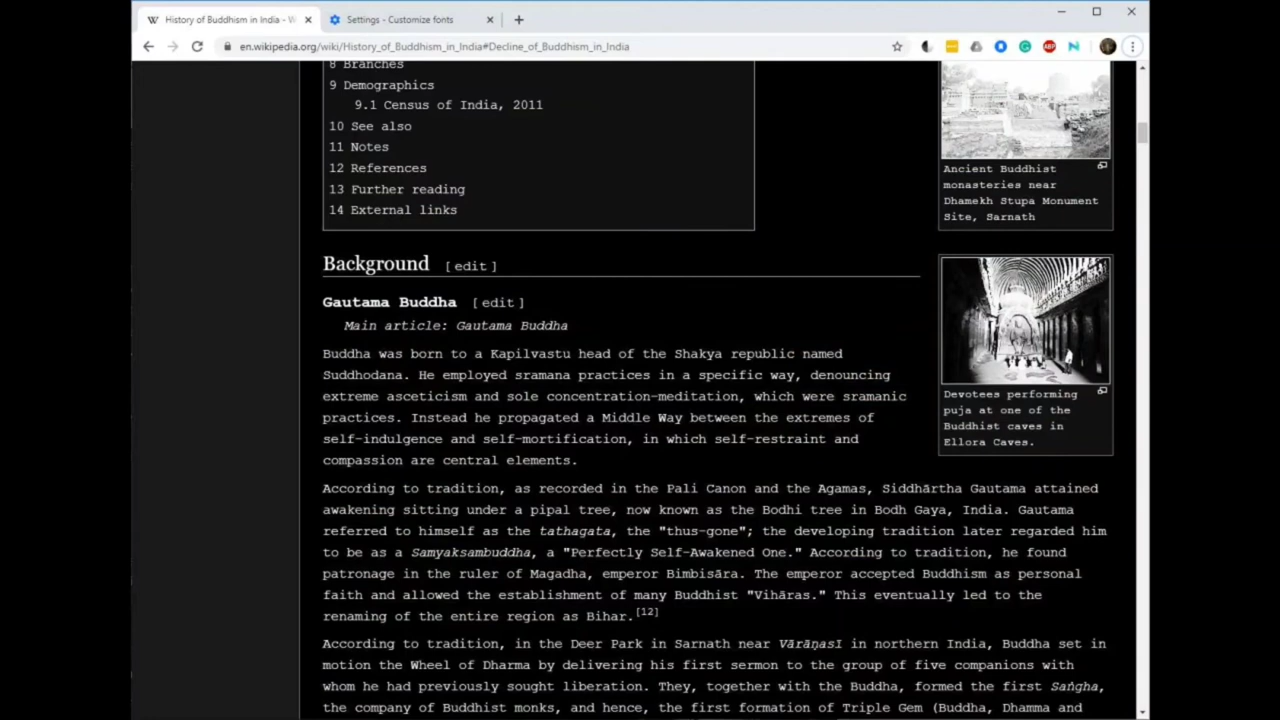 History of Buddhism in India - W
Settings - Customize fonts
en.wikipedia.org/wiki/History_of_Buddhism_in_India#Decline_of_Buddhism_in_India
ABP
8 Branches
9 Demographics
9.1 Census of India, 2011
10 See also
11 Notes
12 References
13 Further reading
14 External links
Ancient Buddhist
monasteries near
Dhamekh Stupa Monument
Site, Sarnath
Background [ edit ]
Gautama Buddha [ edit ]
Main article: Gautama Buddha
Buddha was born to a Kapilvastu head of the Shakya republic named
Suddhodana. He employed sramana practices in a specific way, denouncing
extreme asceticism and sole concentration-meditation, which were sramanic
practices. Instead he propagated a Middle Way between the extremes of
self-indulgence and self-mortification, in which self-restraint and
compassion are central elements.
Devotees performing
puja at one of the
Buddhist caves in
Ellora Caves.
According to tradition, as recorded in the Pali Canon and the Agamas, Siddhārtha Gautama attained
awakening sitting under a pipal tree, now known as the Bodhi tree in Bodh Gaya, India. Gautama
referred to himself as the tathagata, the "thus-gone"; the developing tradition later regarded him
to be as a Samyaksambuddha, a "Perfectly Self-Awakened One." According to tradition, he found
patronage in the ruler of Magadha, emperor Bimbisāra. The emperor accepted Buddhism as personal
faith and allowed the establishment of many Buddhist "Vihāras." This eventually led to the
renaming of the entire region as Bihar.[12]
According to tradition, in the Deer Park in Sarnath near Vārāṇasī in northern India, Buddha set in
motion the Wheel of Dharma by delivering his first sermon to the group of five companions with
whom he had previously sought liberation. They, together with the Buddha, formed the first Saṅgha,
the company of Buddhist monks, and hence, the first formation of Triple Gem (Buddha, Dhamma and